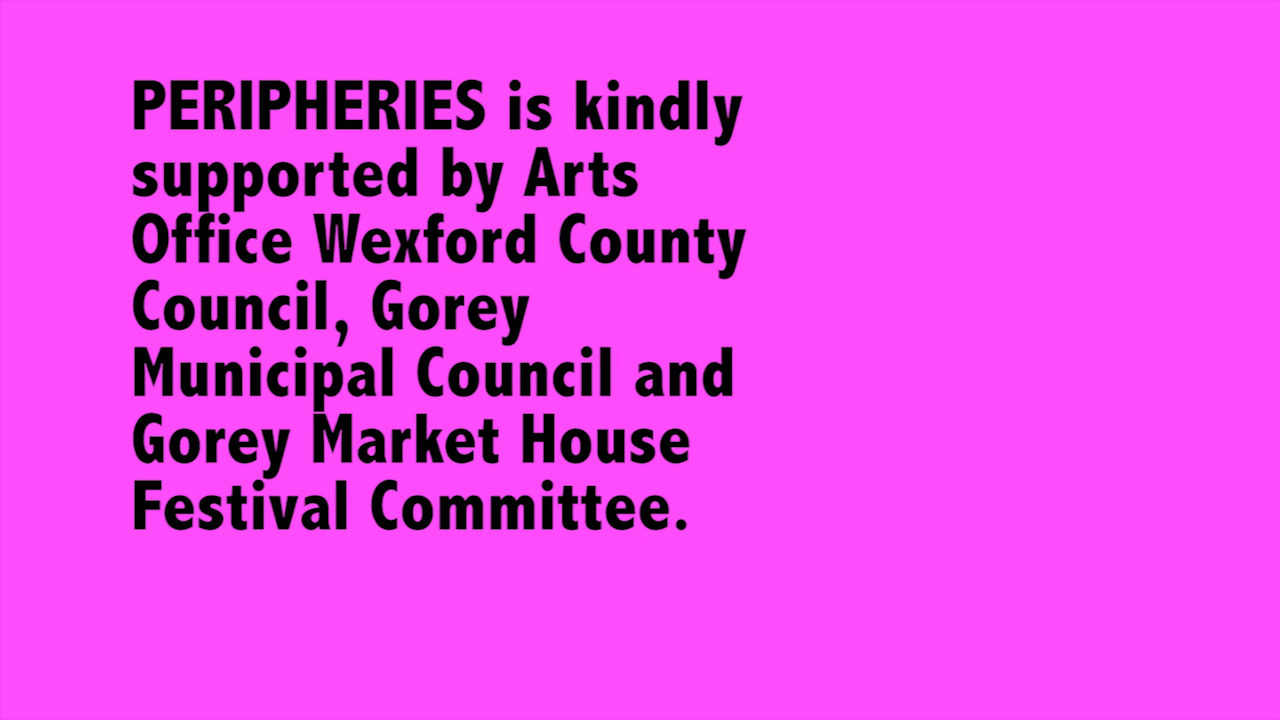 PERIPHERIES is kindly
supported by Arts
Office Wexford County
Council, Gorey
Municipal Council and
Gorey Market House
Festival Committee.